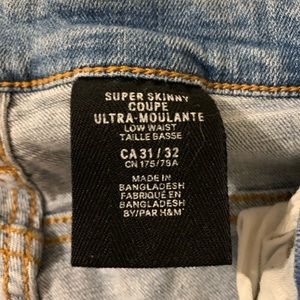 SUPER SKINNY
COUPE
ULTRA-MOULANTE
LOW WAIST
TAILLE BASSE
CA 31 / 32
CN 175/78A
MADE IN
BANGLADESH
FABRIQUÉ EN
BANGLADESH
BY/PAR H&M